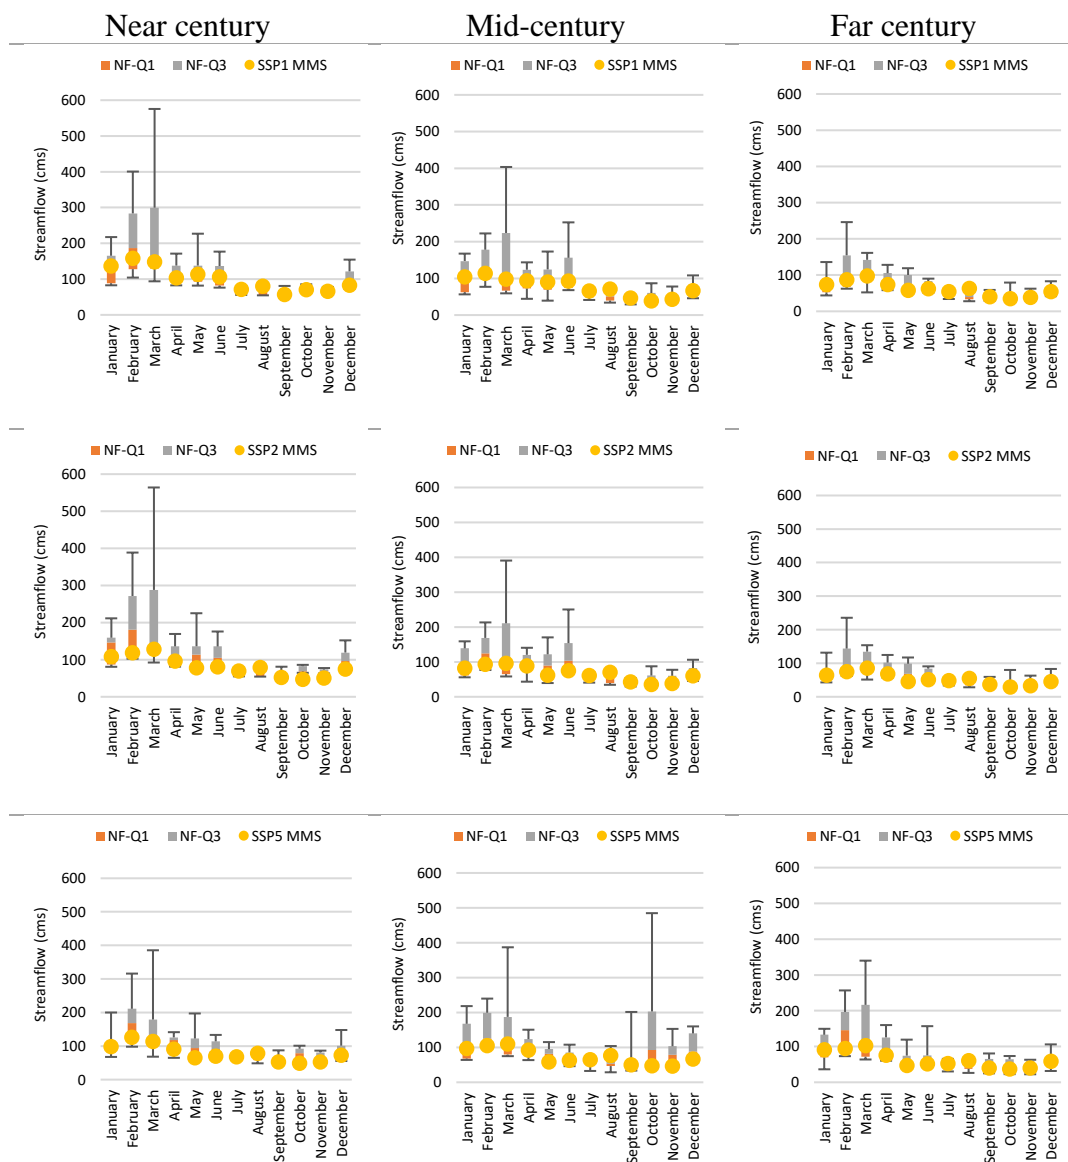 Near century Mid-century Far century
NF-Q1 NF-Q3 SSP1 MMS
Streamflow (cms)
600
500
400
300
200
100
0
January
February
March
April
May
June
July
August
September
October
November
December
NF-Q1 NF-Q3 SSP1 MMS
Streamflow (cms)
600
500
400
300
200
100
0
January
February
March
April
May
June
July
August
September
October
November
December
NF-Q1 NF-Q3 SSP1 MMS
Streamflow (cms)
600
500
400
300
200
100
0
January
February
March
April
May
June
July
August
September
October
November
December
NF-Q1 NF-Q3 SSP2 MMS
Streamflow (cms)
600
500
400
300
200
100
0
January
February
March
April
May
June
July
August
September
October
November
December
NF-Q1 NF-Q3 SSP2 MMS
Streamflow (cms)
600
500
400
300
200
100
0
January
February
March
April
May
June
July
August
September
October
November
December
NF-Q1 NF-Q3 SSP2 MMS
Streamflow (cms)
600
500
400
300
200
100
0
January
February
March
April
May
June
July
August
September
October
November
December
NF-Q1 NF-Q3 SSP5 MMS
Streamflow (cms)
600
500
400
300
200
100
0
January
February
March
April
May
June
July
August
September
October
November
December
NF-Q1 NF-Q3 SSP5 MMS
Streamflow (cms)
600
500
400
300
200
100
0
January
February
March
April
May
June
July
August
September
October
November
December
NF-Q1 NF-Q3 SSP5 MMS
Streamflow (cms)
600
500
400
300
200
100
0
January
February
March
April
May
June
July
August
September
October
November
December